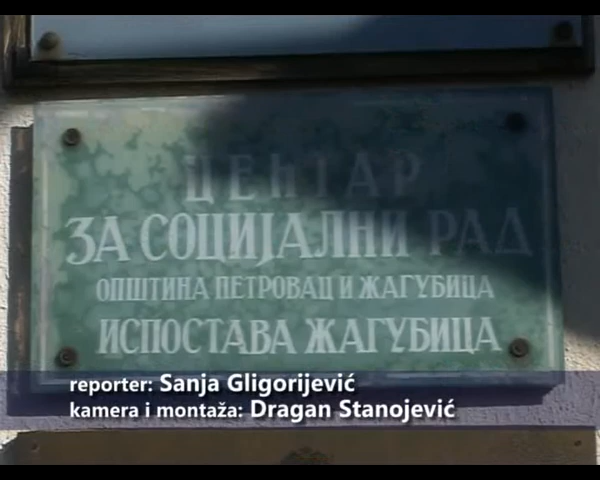 ЦЕНТАР
ЗА СОЦИЈАЛНИ РАД
ОПШТИНА ПЕТРОВАЦ И ЖАГУБИЦА
ИСПОСТАВА ЖАГУБИЦА
reporter: Sanja Gligorijević
kamera i montaža: Dragan Stanojević